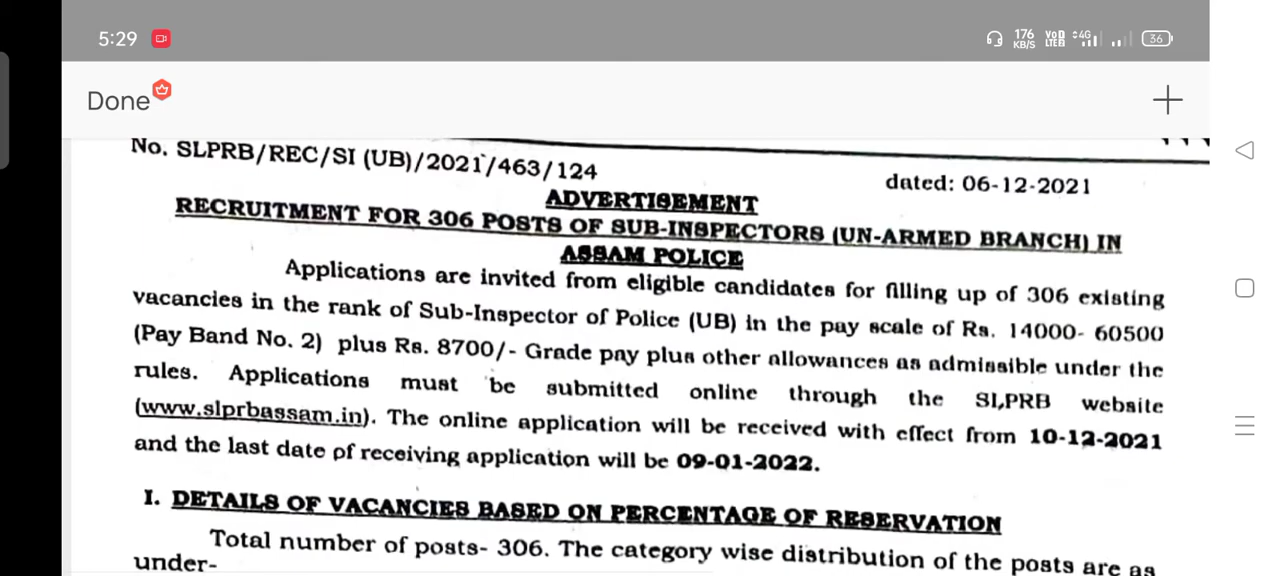 5:29 176 KB/S VoD LTE2 4G 36
Done
No. SLPRB/REC/SI (UB)/2021/463/124
dated: 06-12-2021
ADVERTISEMENT
RECRUITMENT FOR 306 POSTS OF SUB-INSPECTORS (UN-ARMED BRANCH) IN
ASSAM POLICE
Applications are invited from eligible candidates for filling up of 306 existing
vacancies in the rank of Sub-Inspector of Police (UB) in the pay scale of Rs. 14000- 60500
(Pay Band No. 2) plus Rs. 8700/- Grade pay plus other allowances as admissible under the
rules. Applications must be submitted online through the SLPRB website
(www.slprbassam.in). The online application will be received with effect from 10-12-2021
and the last date of receiving application will be 09-01-2022.
I. DETAILS OF VACANCIES BASED ON PERCENTAGE OF RESERVATION
Total number of posts- 306. The category wise distribution of the posts are as
under-